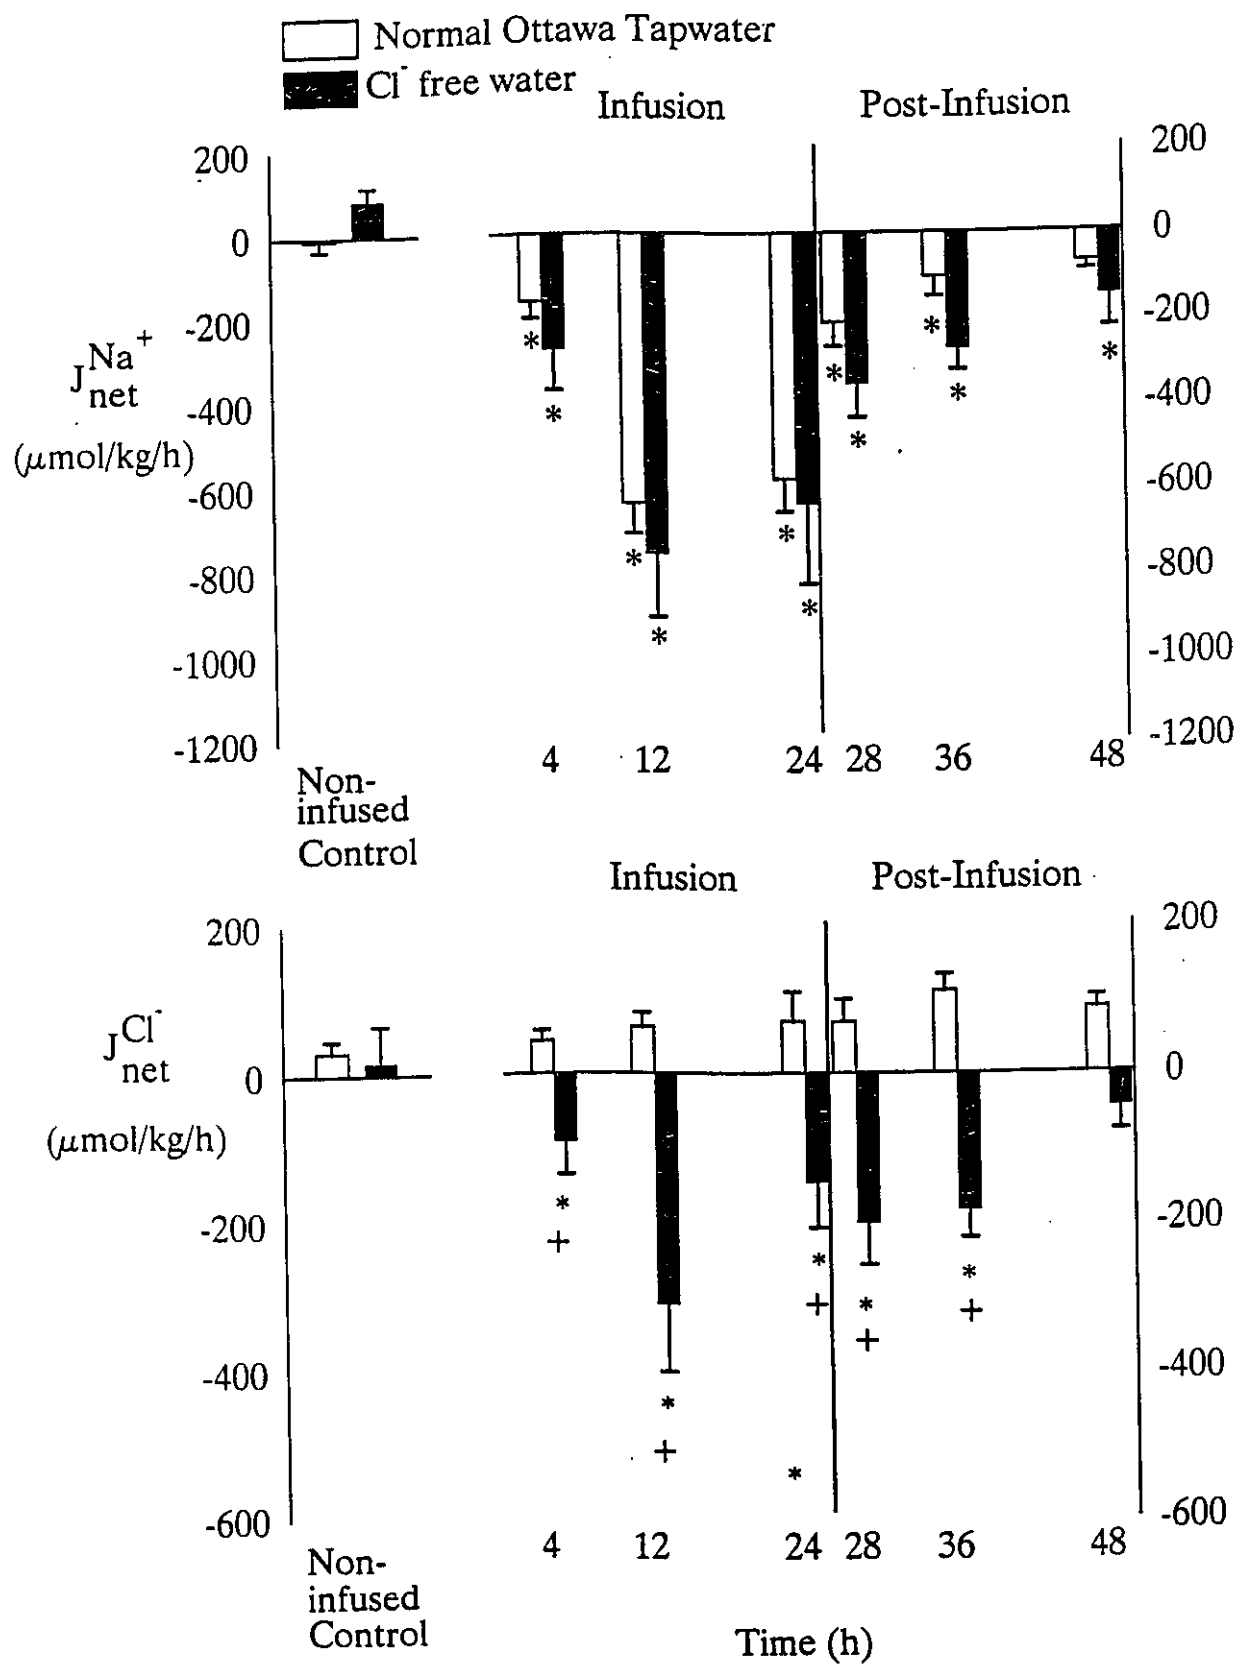 Normal Ottawa Tapwater
Cl⁻ free water
Infusion Post-Infusion
200 200
0 0
-200 -200
J net Na⁺
-400 -400
(μmol/kg/h)
-600 -600
-800 -800
-1000 -1000
-1200 -1200
* * * * * * * * * * *
4 12 24 28 36 48
Non-
infused
Control
Infusion Post-Infusion
200 200
J net Cl⁻
0 0
(μmol/kg/h)
-200 -200
-400 -400
-600 -600
* * * * *
+ + + + +
*
4 12 24 28 36 48
Non-
infused
Control
Time (h)